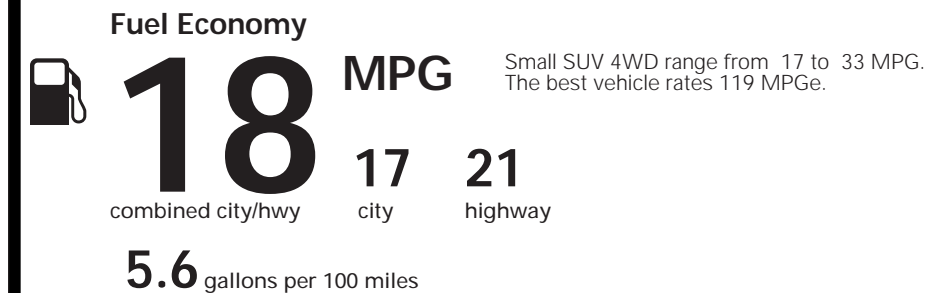 Fuel Economy
18 MPG
Small SUV 4WD range from 17 to 33 MPG.
The best vehicle rates 119 MPGe.
17 21
combined city/hwy city highway
5.6 gallons per 100 miles